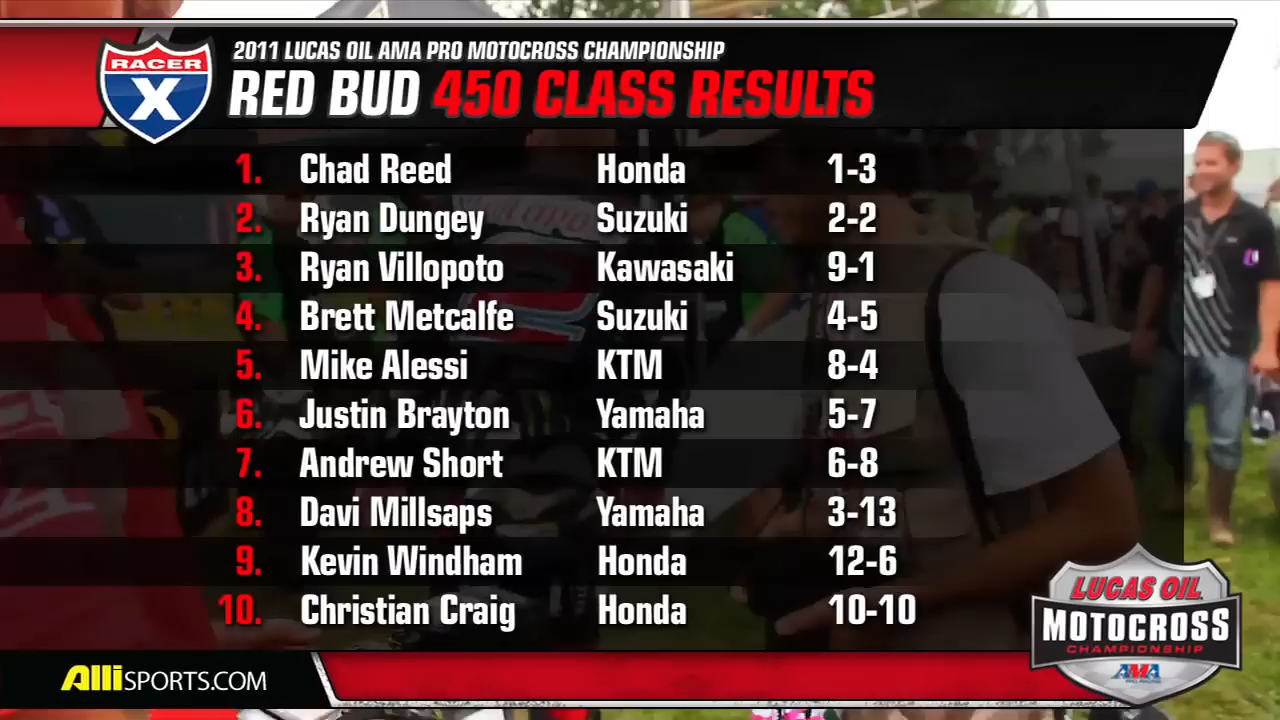 RACER
X
2011 LUCAS OIL AMA PRO MOTOCROSS CHAMPIONSHIP
RED BUD 450 CLASS RESULTS
1. Chad Reed Honda 1-3
2. Ryan Dungey Suzuki 2-2
3. Ryan Villopoto Kawasaki 9-1
4. Brett Metcalfe Suzuki 4-5
5. Mike Alessi KTM 8-4
6. Justin Brayton Yamaha 5-7
7. Andrew Short KTM 6-8
8. Davi Millsaps Yamaha 3-13
9. Kevin Windham Honda 12-6
10. Christian Craig Honda 10-10
AlliSPORTS.COM
LUCAS OIL
MOTOCROSS
CHAMPIONSHIP
AMA
PRO RACING